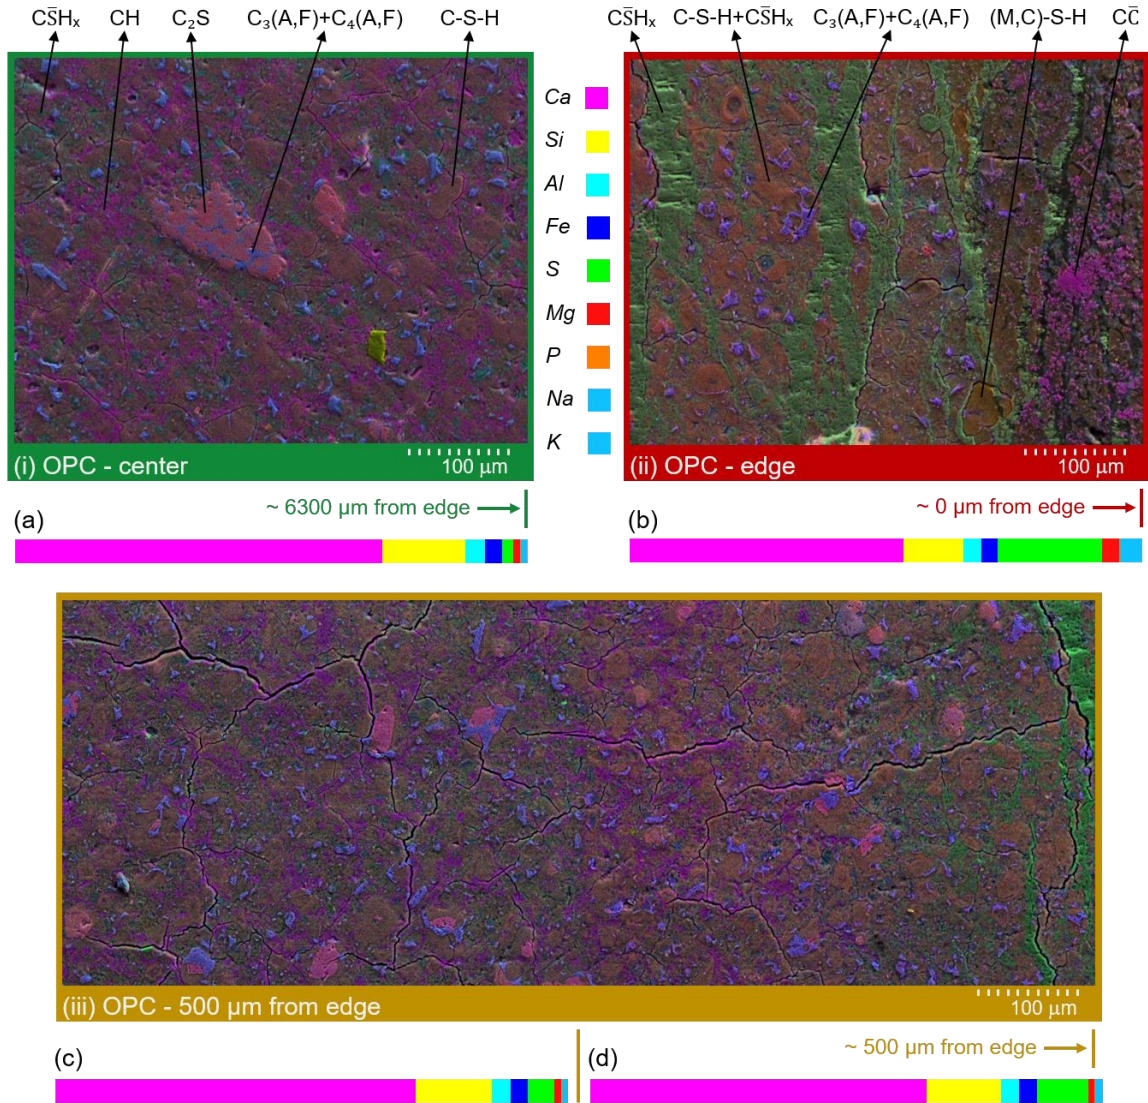 CS̄Hₓ CH C₂S C₃(A,F)+C₄(A,F) C-S-H
CS̄Hₓ C-S-H+CS̄Hₓ C₃(A,F)+C₄(A,F) (M,C)-S-H CC̄
Ca
Si
Al
Fe
S
Mg
P
Na
K
(i) OPC - center
100 µm
(ii) OPC - edge
100 µm
(a)
~ 6300 µm from edge
(b)
~ 0 µm from edge
(iii) OPC - 500 µm from edge
100 µm
(c)
(d)
~ 500 µm from edge